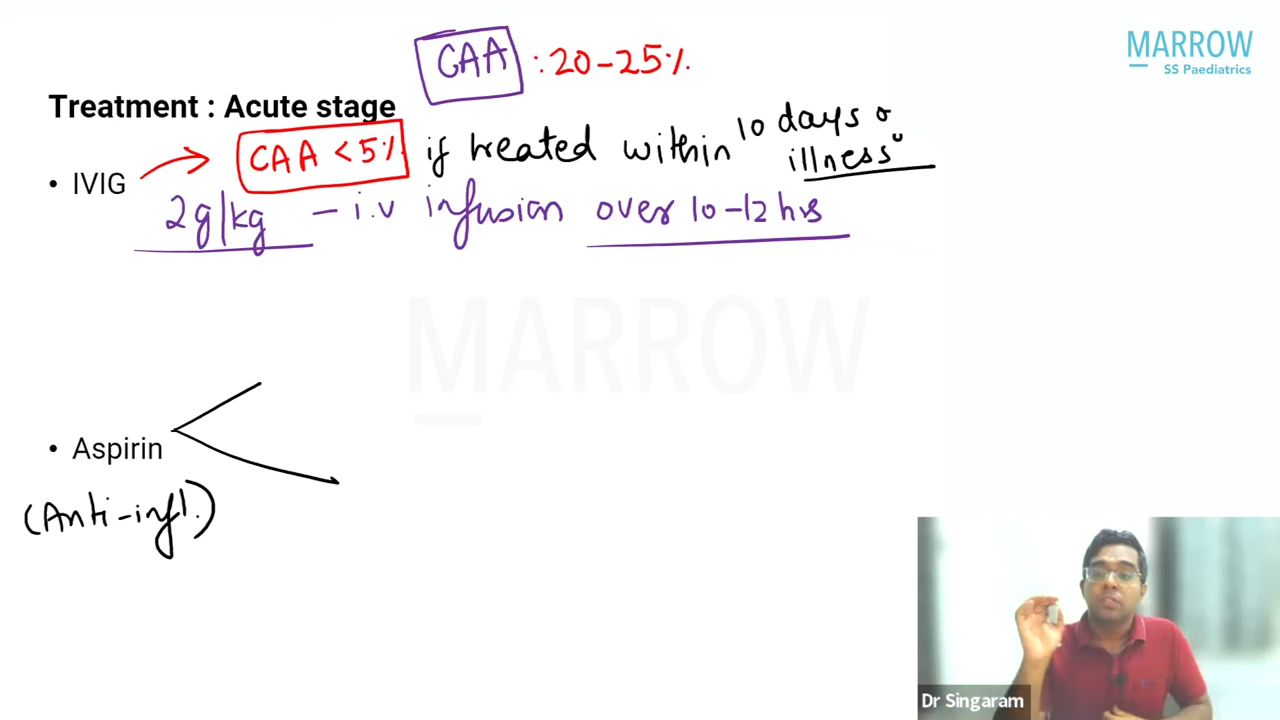 MARROW
SS Paediatrics
CAA : 20-25%
Treatment : Acute stage
CAA < 5% if treated within 10 days o
illness
• IVIG
2g/kg - i.v infusion over 10-12 hrs
MARROW
• Aspirin
(Anti-infl.)
Dr Singaram